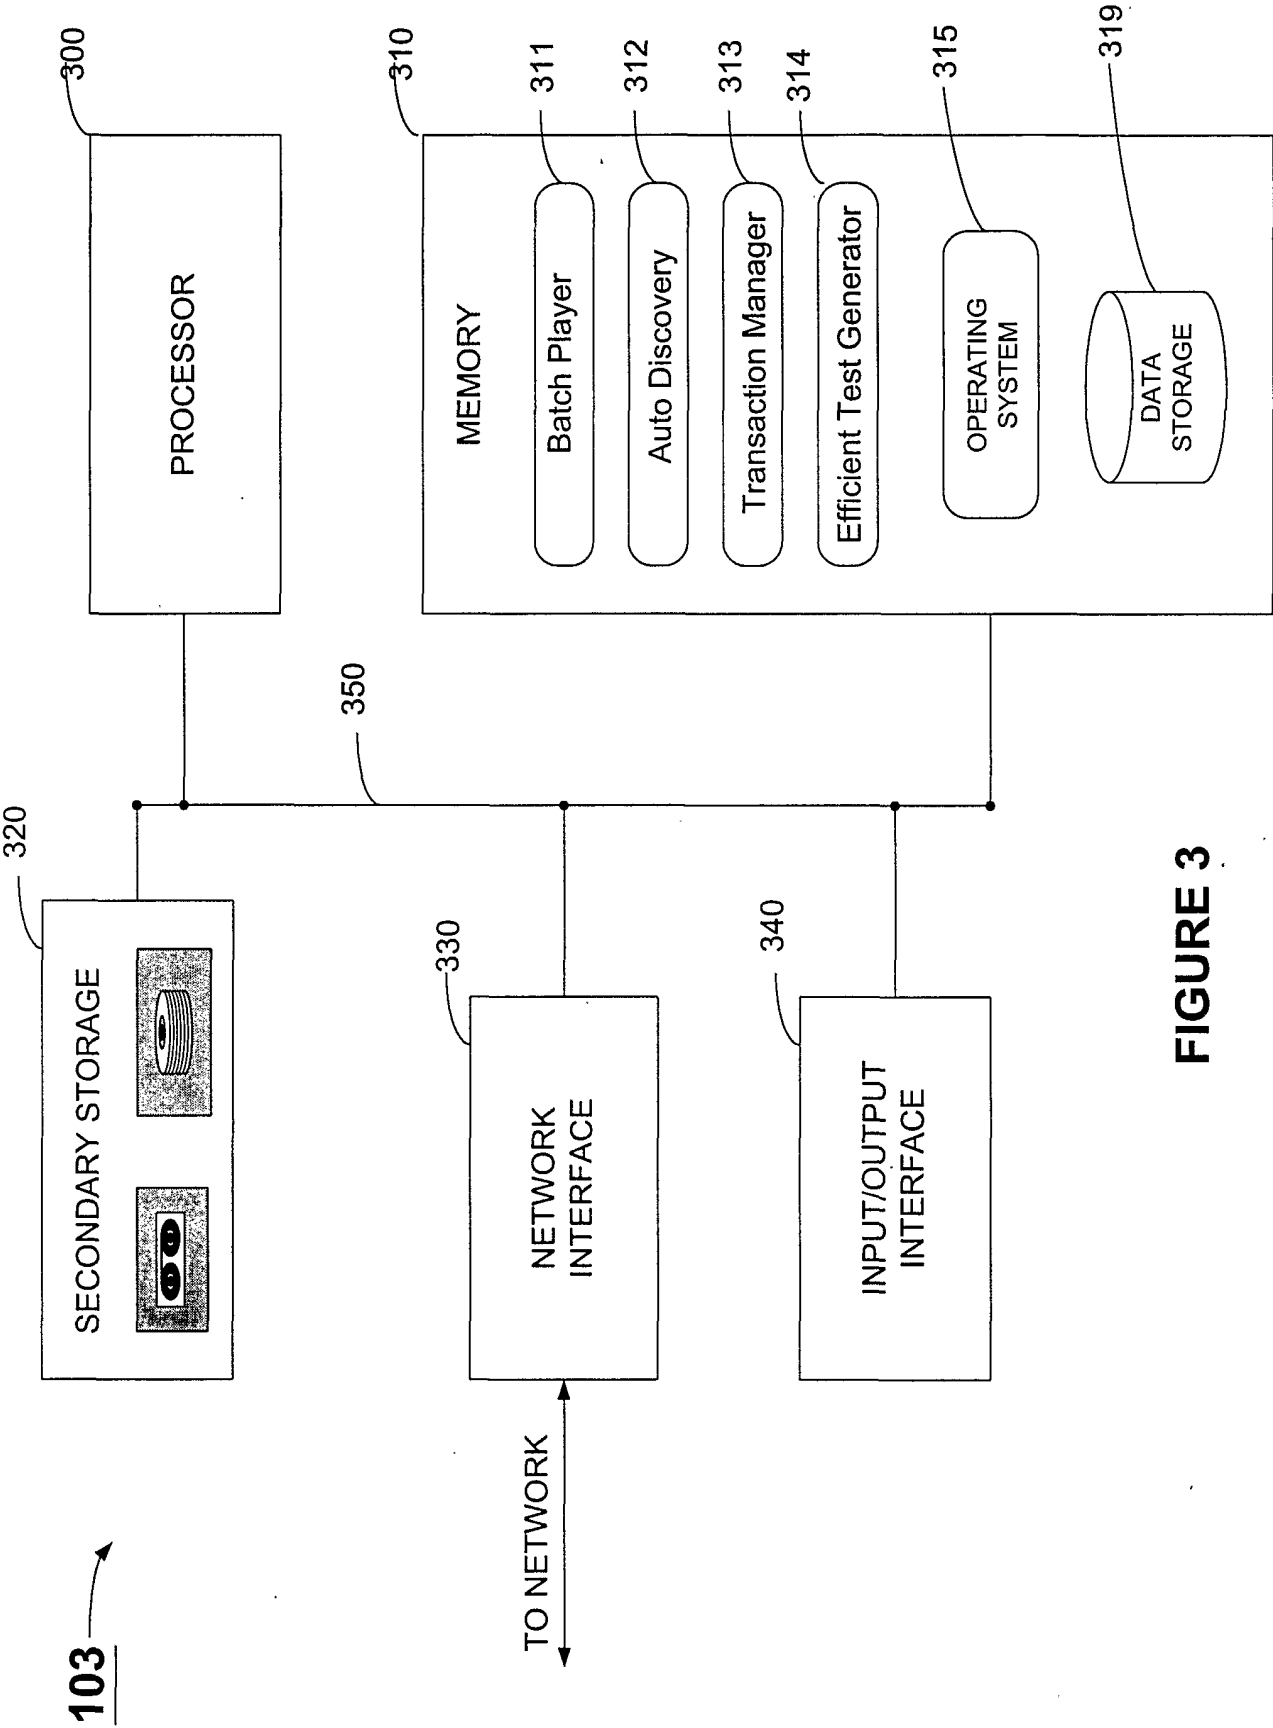 103
320
SECONDARY STORAGE
300
PROCESSOR
350
TO NETWORK
330
NETWORK
INTERFACE
340
INPUT/OUTPUT
INTERFACE
310
MEMORY
311
Batch Player
312
Auto Discovery
313
Transaction Manager
314
Efficient Test Generator
315
OPERATING
SYSTEM
319
DATA
STORAGE
FIGURE 3